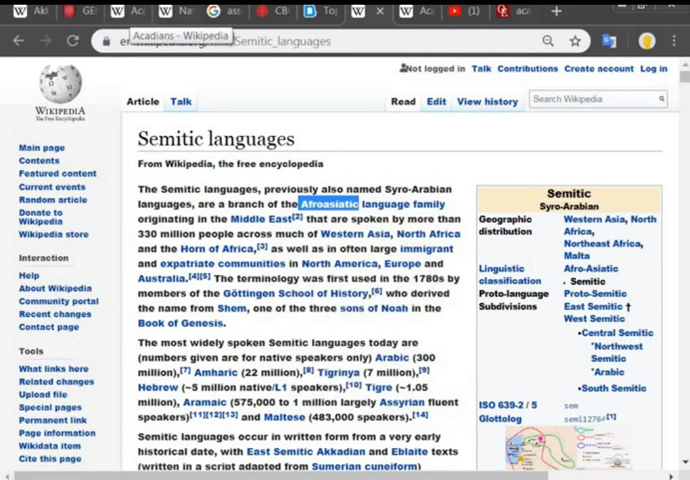 Aki
GE
Aca
Na
ass
CB
To
Ac
(1)
aca
Acadians - Wikipedia
Semitic_languages
WIKIPEDIA
The Free Encyclopedia
Not logged in Talk Contributions Create account Log in
Article Talk Read Edit View history Search Wikipedia
Main page
Contents
Featured content
Current events
Random article
Donate to
Wikipedia
Wikipedia store
Interaction
Help
About Wikipedia
Community portal
Recent changes
Contact page
Tools
What links here
Related changes
Upload file
Special pages
Permanent link
Page information
Wikidata item
Cite this page
Semitic languages
From Wikipedia, the free encyclopedia
The Semitic languages, previously also named Syro-Arabian
languages, are a branch of the Afroasiatic language family
originating in the Middle East[2] that are spoken by more than
330 million people across much of Western Asia, North Africa
and the Horn of Africa,[3] as well as in often large immigrant
and expatriate communities in North America, Europe and
Australia.[4][5] The terminology was first used in the 1780s by
members of the Göttingen School of History,[6] who derived
the name from Shem, one of the three sons of Noah in the
Book of Genesis.
The most widely spoken Semitic languages today are
(numbers given are for native speakers only) Arabic (300
million),[7] Amharic (22 million),[8] Tigrinya (7 million),[9]
Hebrew (~5 million native/L1 speakers),[10] Tigre (~1.05
million), Aramaic (575,000 to 1 million largely Assyrian fluent
speakers)[11][12][13] and Maltese (483,000 speakers).[14]
Semitic languages occur in written form from a very early
historical date, with East Semitic Akkadian and Eblaite texts
(written in a script adapted from Sumerian cuneiform)
Semitic
Syro-Arabian
Geographic Western Asia, North
distribution Africa,
Northeast Africa,
Malta
Linguistic Afro-Asiatic
classification . Semitic
Proto-language Proto-Semitic
Subdivisions East Semitic †
West Semitic
•Central Semitic
*Northwest
Semitic
*Arabic
•South Semitic
ISO 639-2 / 5 sem
Glottolog semi1276[1]